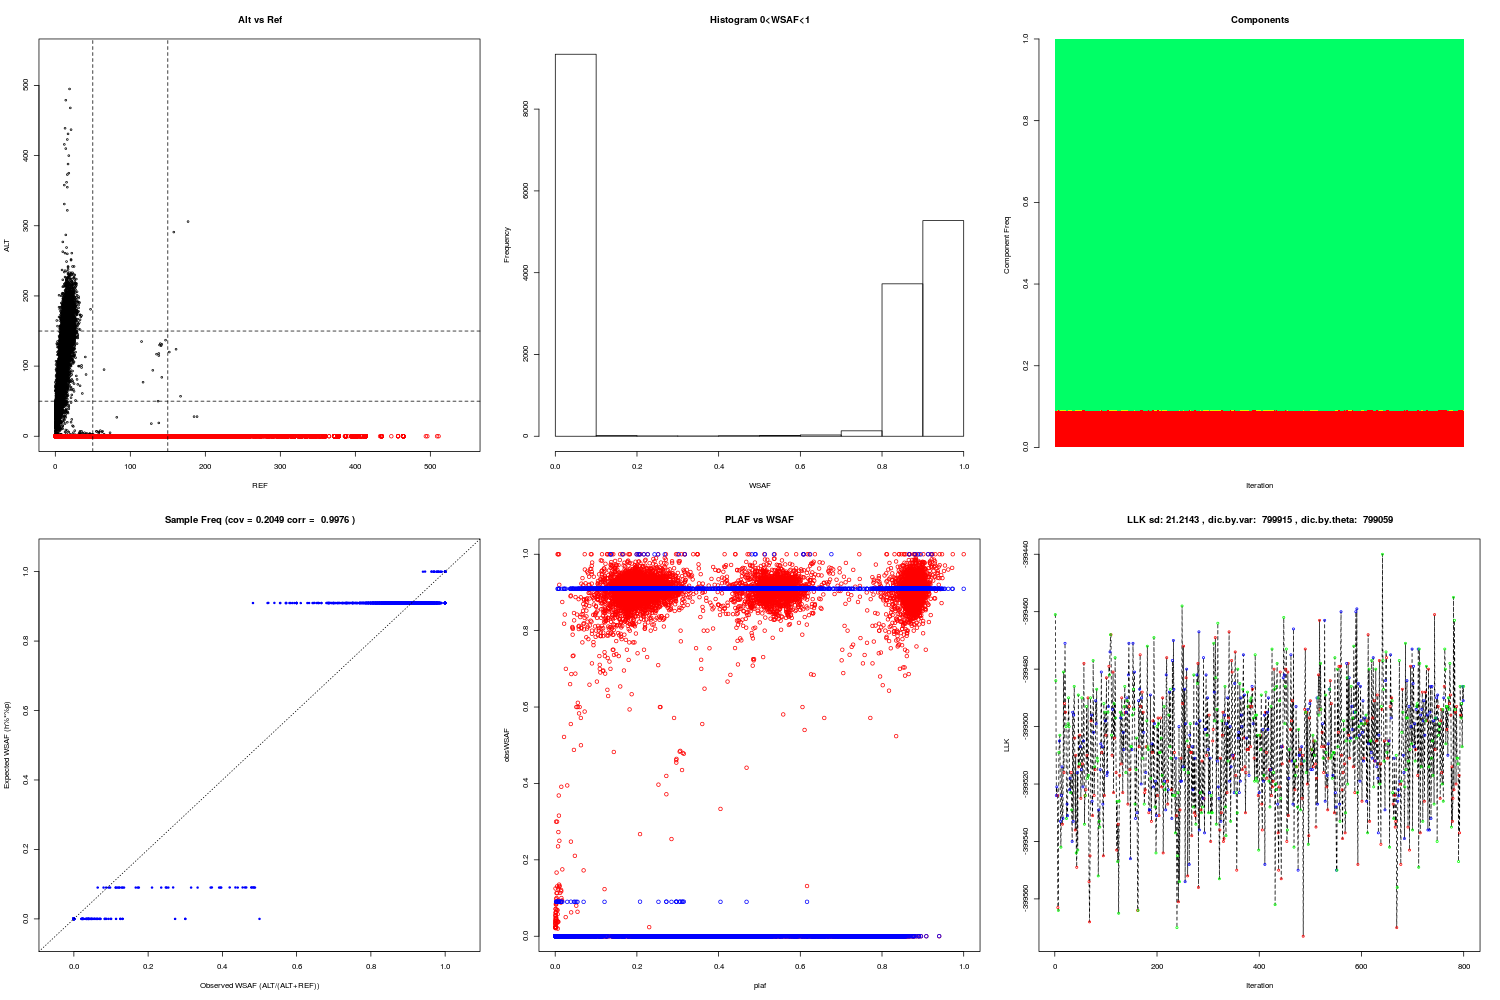 Alt vs Ref
ALT
500
400
300
200
100
0
0 100 200 300 400 500
REF
Histogram 0<WSAF<1
Frequency
8000
6000
4000
2000
0
0.0 0.2 0.4 0.6 0.8 1.0
WSAF
Components
Component Freq
1.0
0.8
0.6
0.4
0.2
0.0
Iteration
Sample Freq (cov = 0.2049 corr = 0.9976 )
Expected WSAF (h%*%p)
1.0
0.8
0.6
0.4
0.2
0.0
0.0 0.2 0.4 0.6 0.8 1.0
Observed WSAF (ALT/(ALT+REF))
PLAF vs WSAF
obsWSAF
1.0
0.8
0.6
0.4
0.2
0.0
0.0 0.2 0.4 0.6 0.8 1.0
plaf
LLK sd: 21.2143 , dic.by.var: 799915 , dic.by.theta: 799059
LLK
-399440
-399460
-399480
-399500
-399520
-399540
-399560
0 200 400 600 800
Iteration